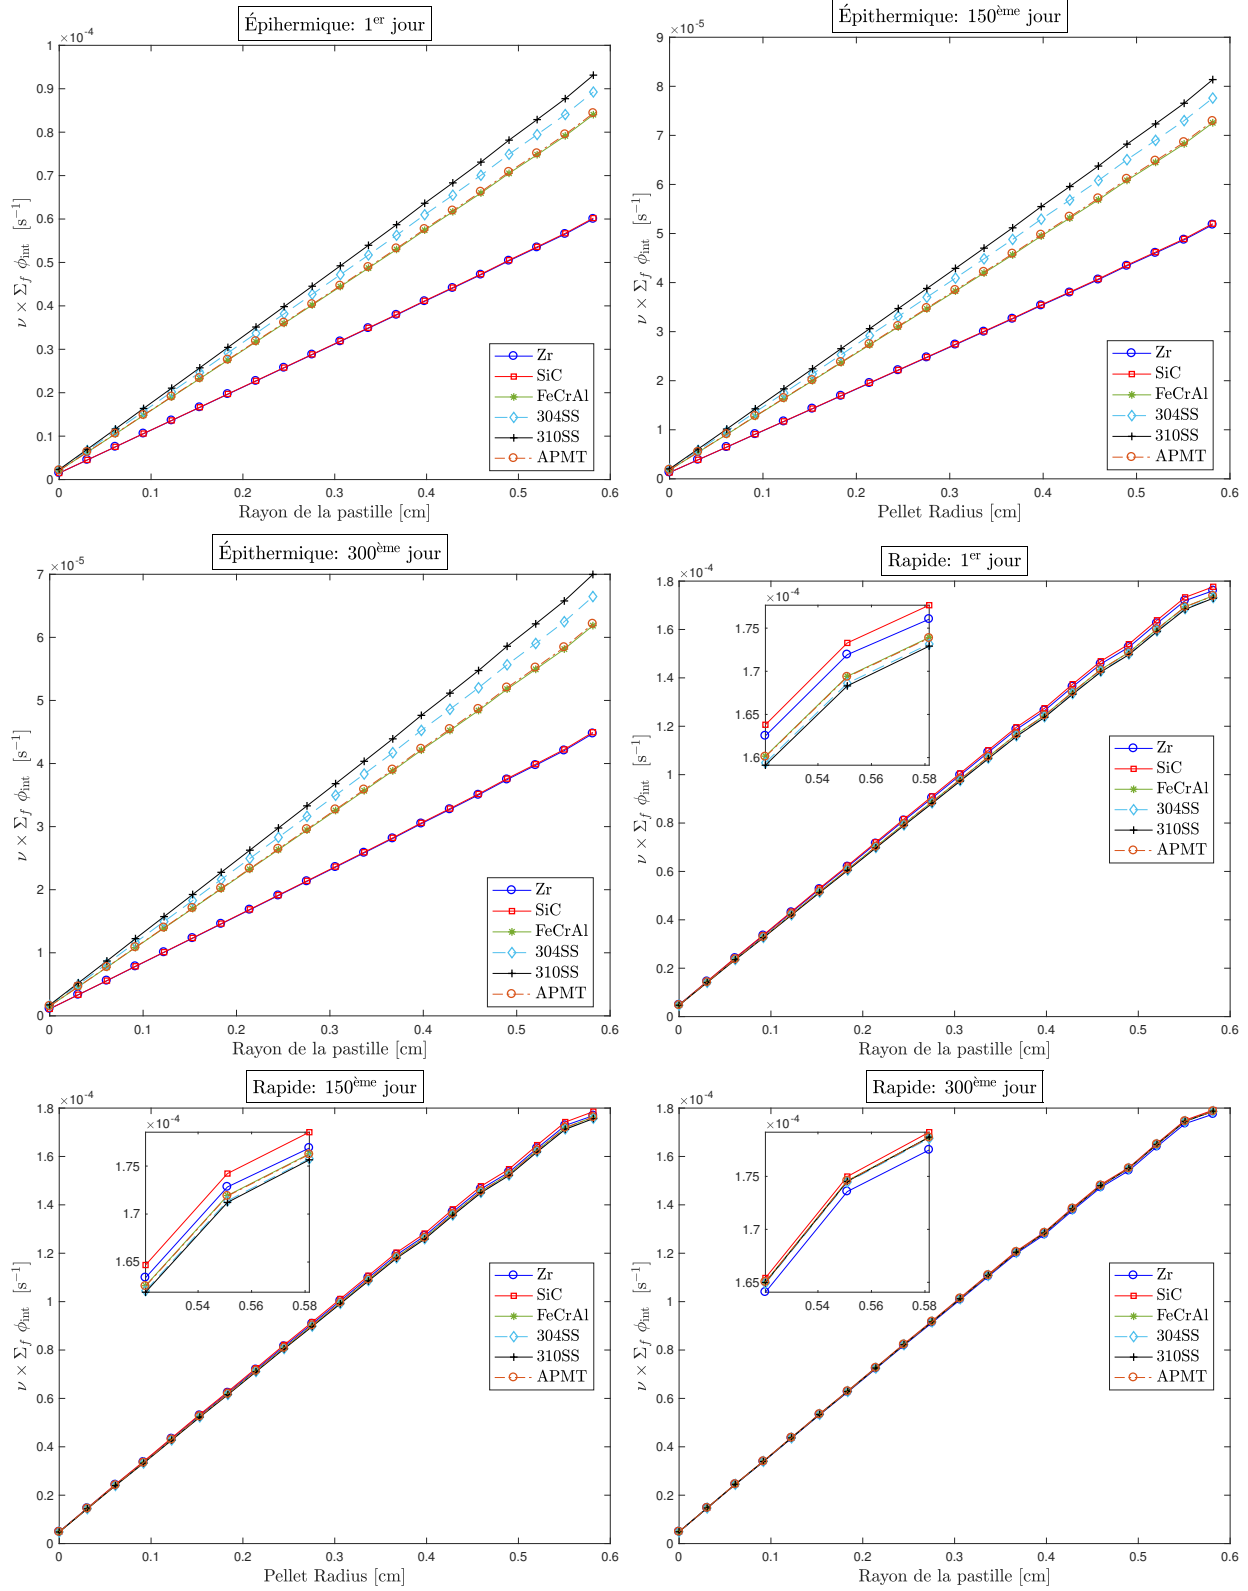 Épihermique: 1er jour
×10−4
1
0.9
0.8
0.7
0.6
0.5
0.4
0.3
0.2
0.1
0
ν × Σf ϕint [s−1]
0 0.1 0.2 0.3 0.4 0.5 0.6
Rayon de la pastille [cm]
Zr
SiC
FeCrAl
304SS
310SS
APMT
Épithermique: 150ème jour
×10−5
9
8
7
6
5
4
3
2
1
0
ν × Σf ϕint [s−1]
0 0.1 0.2 0.3 0.4 0.5 0.6
Pellet Radius [cm]
Zr
SiC
FeCrAl
304SS
310SS
APMT
Épithermique: 300ème jour
×10−5
7
6
5
4
3
2
1
0
ν × Σf ϕint [s−1]
0 0.1 0.2 0.3 0.4 0.5 0.6
Rayon de la pastille [cm]
Zr
SiC
FeCrAl
304SS
310SS
APMT
Rapide: 1er jour
×10−4
1.8
1.6
1.4
1.2
1
0.8
0.6
0.4
0.2
0
ν × Σf ϕint [s−1]
×10−4
1.75
1.7
1.65
1.6
0.54 0.56 0.58
0 0.1 0.2 0.3 0.4 0.5 0.6
Rayon de la pastille [cm]
Zr
SiC
FeCrAl
304SS
310SS
APMT
Rapide: 150ème jour
×10−4
1.8
1.6
1.4
1.2
1
0.8
0.6
0.4
0.2
0
ν × Σf ϕint [s−1]
×10−4
1.75
1.7
1.65
0.54 0.56 0.58
0 0.1 0.2 0.3 0.4 0.5 0.6
Pellet Radius [cm]
Zr
SiC
FeCrAl
304SS
310SS
APMT
Rapide: 300ème jour
×10−4
1.8
1.6
1.4
1.2
1
0.8
0.6
0.4
0.2
0
ν × Σf ϕint [s−1]
×10−4
1.75
1.7
1.65
0.54 0.56 0.58
0 0.1 0.2 0.3 0.4 0.5 0.6
Rayon de la pastille [cm]
Zr
SiC
FeCrAl
304SS
310SS
APMT